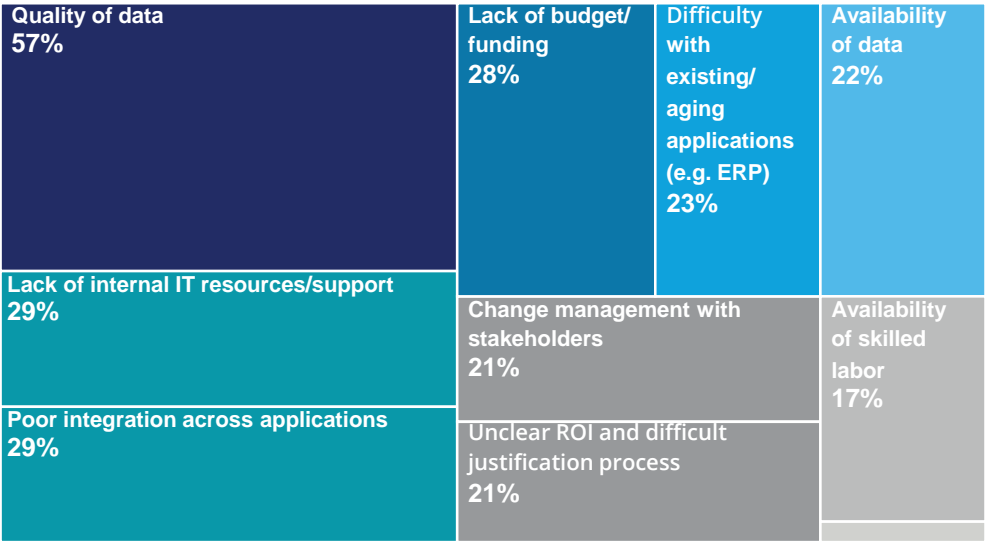 Quality of data
57%
Lack of internal IT resources/support
29%
Poor integration across applications
29%
Lack of budget/
funding
28%
Difficulty
with
existing/
aging
applications
(e.g. ERP)
23%
Availability
of data
22%
Change management with
stakeholders
21%
Unclear ROI and difficult
justification process
21%
Availability
of skilled
labor
17%